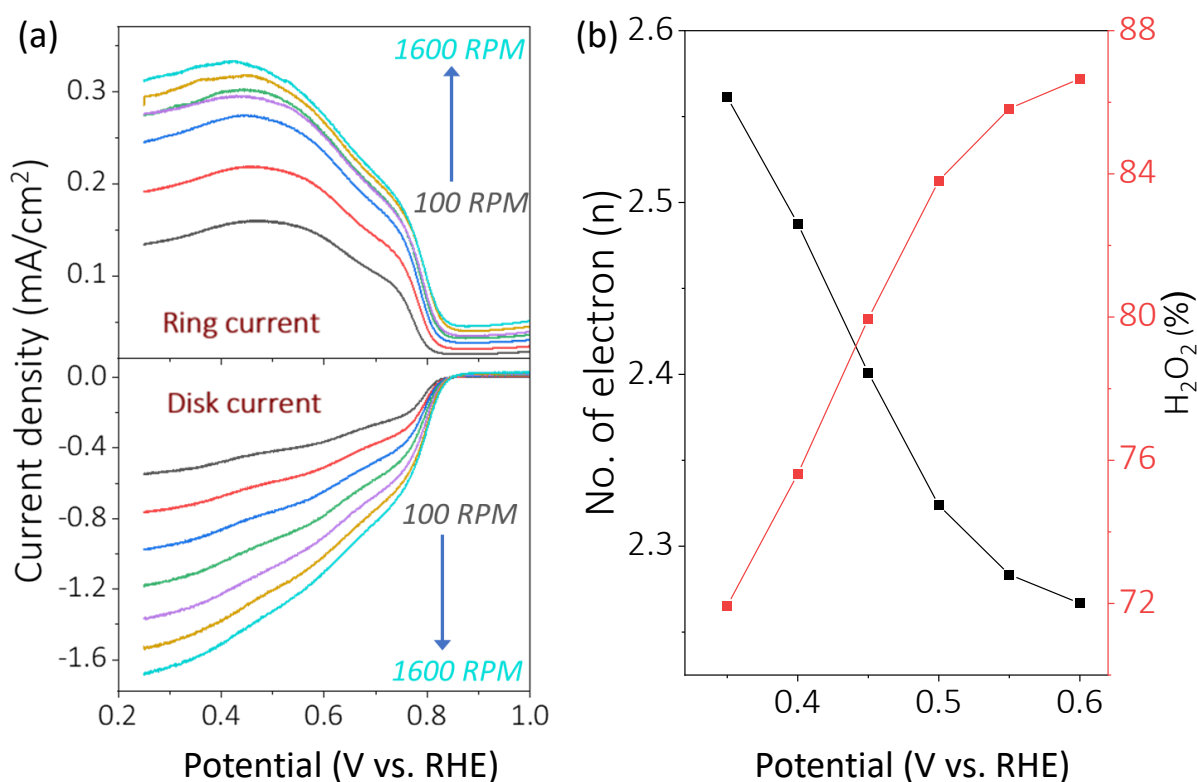 (a)
1600 RPM
100 RPM
Ring current
0.3
0.2
0.1
Disk current
100 RPM
1600 RPM
0.0
-0.4
-0.8
-1.2
-1.6
Current density (mA/cm²)
0.2 0.4 0.6 0.8 1.0
Potential (V vs. RHE)
(b)
2.6
2.5
2.4
2.3
No. of electron (n)
88
84
80
76
72
H₂O₂ (%)
0.4 0.5 0.6
Potential (V vs. RHE)